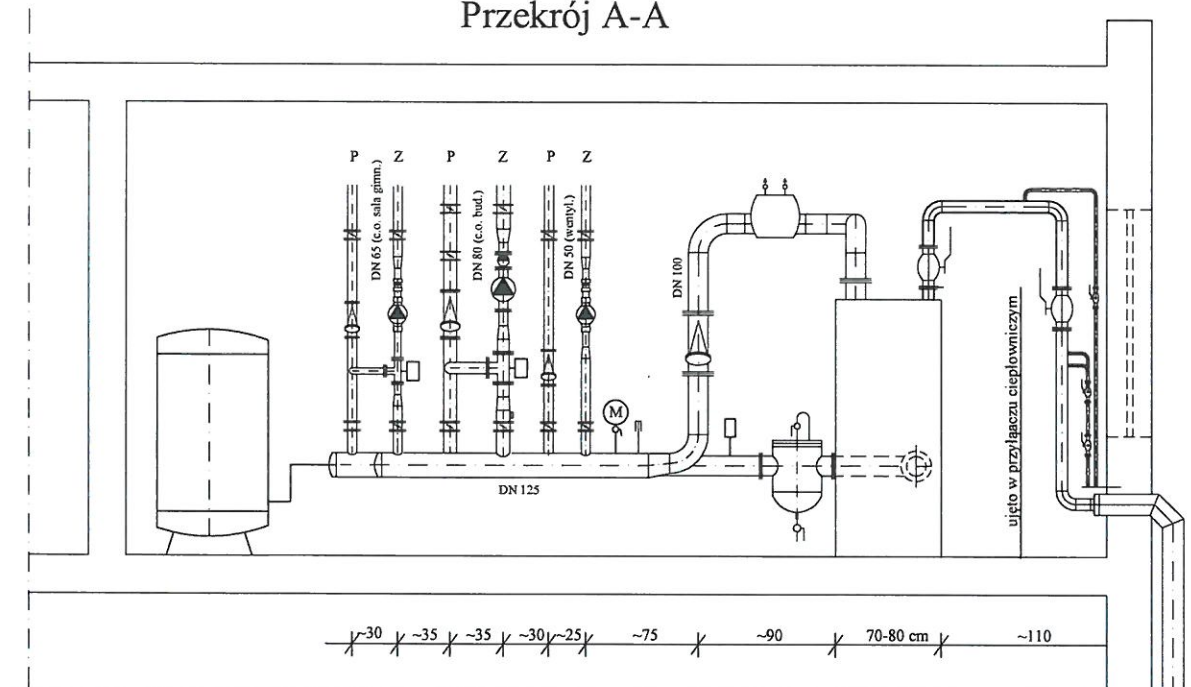 Przekrój A-A
P
Z
P
Z
P
Z
DN 65 (c.o. sala gimn.)
DN 80 (c.o. bud.)
DN 50 (wentyl.)
DN 100
M
DN 125
ujęto w przyłączu ciepłowniczym
~30
~35
~35
~30
~25
~75
~90
70-80 cm
~110